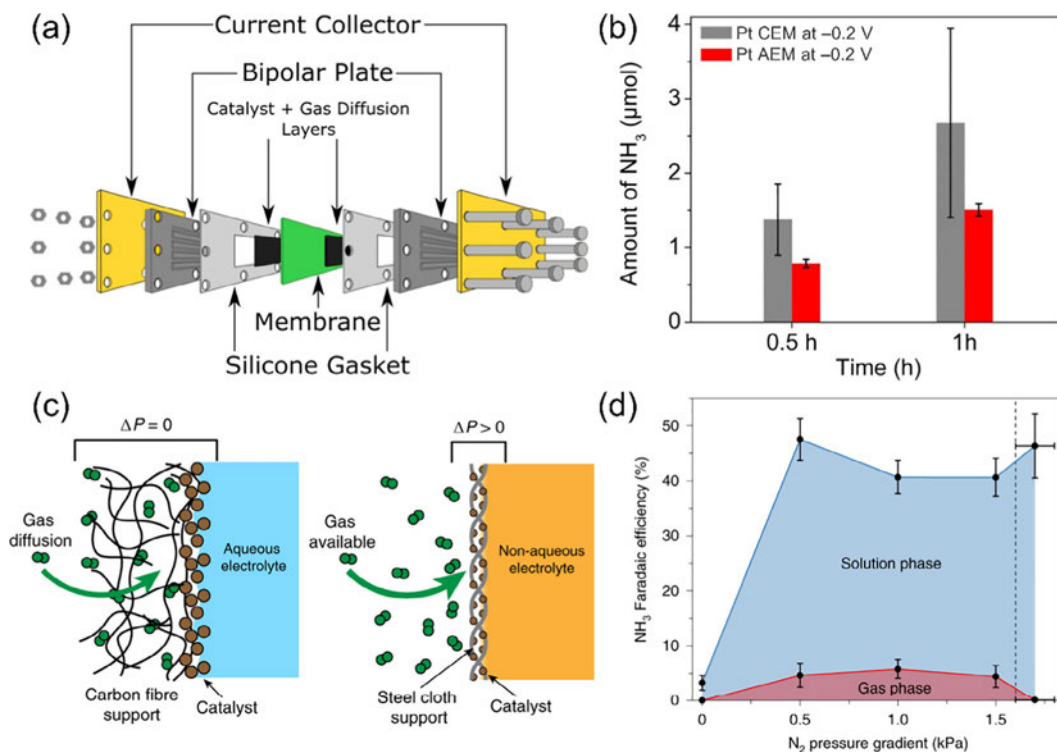 (a)
Current Collector
Bipolar Plate
Catalyst + Gas Diffusion
Layers
Membrane
Silicone Gasket
(b)
Pt CEM at –0.2 V
Pt AEM at –0.2 V
Amount of NH3 (μmol)
4
3
2
1
0
0.5 h
1h
Time (h)
(c)
ΔP = 0
Gas
diffusion
Aqueous
electrolyte
Carbon fibre
support
Catalyst
ΔP > 0
Gas
available
Non-aqueous
electrolyte
Steel cloth
support
Catalyst
(d)
NH3 Faradaic efficiency (%)
50
40
30
20
10
0
Solution phase
Gas phase
0
0.5
1.0
1.5
N2 pressure gradient (kPa)